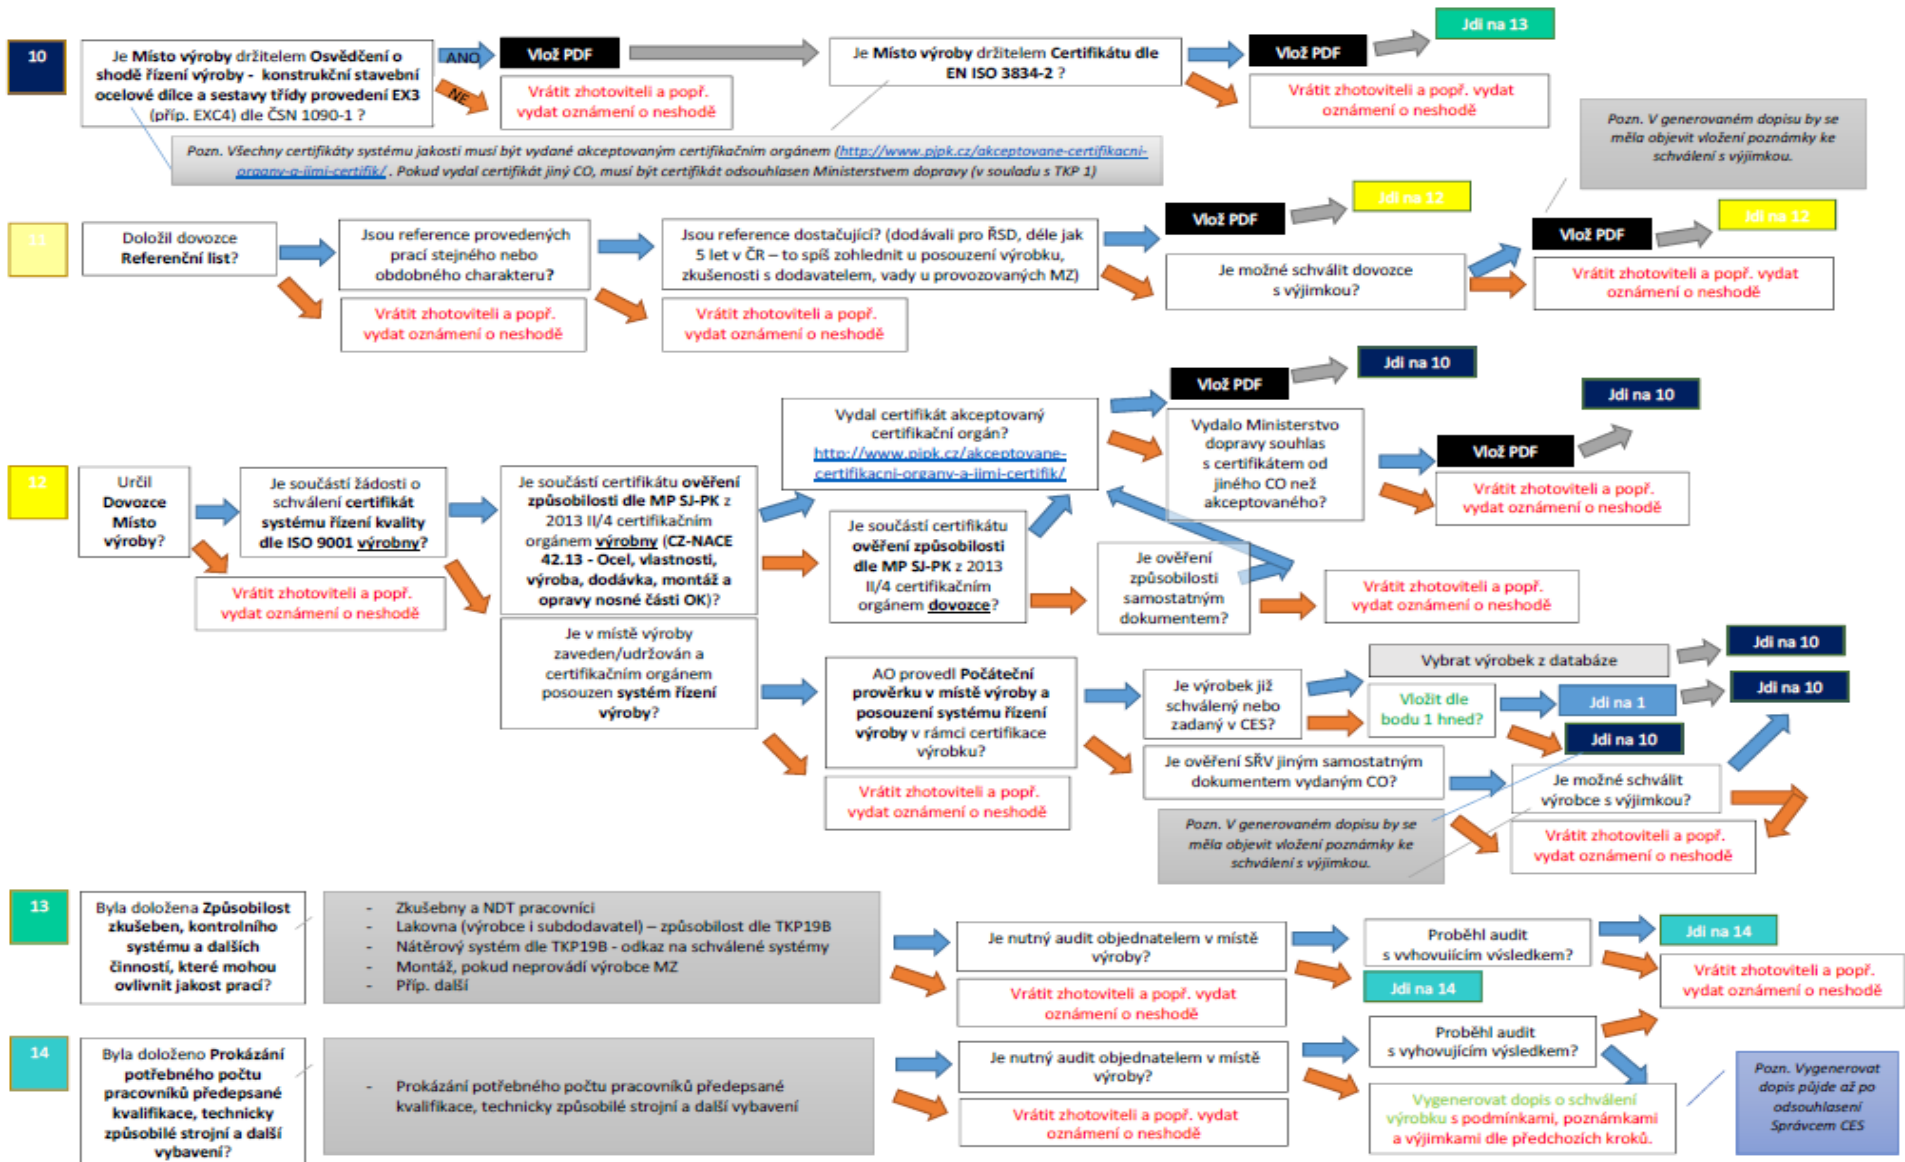 10
Je Místo výroby držitelem Osvědčení o
shodě řízení výroby - konstrukční stavební
ocelové dílce a sestavy třídy provedení EX3
(příp. EXC4) dle ČSN 1090-1 ?
ANO
NE
Vlož PDF
Vrátit zhotoviteli a popř.
vydat oznámení o neshodě
Je Místo výroby držitelem Certifikátu dle
EN ISO 3834-2 ?
Vlož PDF
Jdi na 13
Vrátit zhotoviteli a popř. vydat
oznámení o neshodě
Pozn. Všechny certifikáty systému jakosti musí být vydané akceptovaným certifikačním orgánem (http://www.pjpk.cz/akceptovane-certifikacni-
organy-a-jimi-certifik/ . Pokud vydal certifikát jiný CO, musí být certifikát odsouhlasen Ministerstvem dopravy (v souladu s TKP 1)
Pozn. V generovaném dopisu by se
měla objevit vložení poznámky ke
schválení s výjimkou.
11
Doložil dovozce
Referenční list?
Jsou reference provedených
prací stejného nebo
obdobného charakteru?
Jsou reference dostačující? (dodávali pro ŘSD, déle jak
5 let v ČR – to spíš zohlednit u posouzení výrobku,
zkušenosti s dodavatelem, vady u provozovaných MZ)
Vlož PDF
Jdi na 12
Je možné schválit dovozce
s výjimkou?
Vlož PDF
Jdi na 12
Vrátit zhotoviteli a popř. vydat
oznámení o neshodě
Vrátit zhotoviteli a popř.
vydat oznámení o neshodě
Vrátit zhotoviteli a popř.
vydat oznámení o neshodě
12
Určil
Dovozce
Místo
výroby?
Je součástí žádosti o
schválení certifikát
systému řízení kvality
dle ISO 9001 výrobny?
Vrátit zhotoviteli a popř.
vydat oznámení o neshodě
Je součástí certifikátu ověření
způsobilosti dle MP SJ-PK z
2013 II/4 certifikačním
orgánem výrobny (CZ-NACE
42.13 - Ocel, vlastnosti,
výroba, dodávka, montáž a
opravy nosné části OK)?
Vydal certifikát akceptovaný
certifikační orgán?
http://www.pjpk.cz/akceptovane-
certifikacni-organy-a-jimi-certifik/
Vlož PDF
Jdi na 10
Vydalo Ministerstvo
dopravy souhlas
s certifikátem od
jiného CO než
akceptovaného?
Vlož PDF
Jdi na 10
Vrátit zhotoviteli a popř.
vydat oznámení o neshodě
Je součástí certifikátu
ověření způsobilosti
dle MP SJ-PK z 2013
II/4 certifikačním
orgánem dovozce?
Je ověření
způsobilosti
samostatným
dokumentem?
Vrátit zhotoviteli a popř.
vydat oznámení o neshodě
Je v místě výroby
zaveden/udržován a
certifikačním orgánem
posouzen systém řízení
výroby?
AO provedl Počáteční
prověrku v místě výroby a
posouzení systému řízení
výroby v rámci certifikace
výrobku?
Vrátit zhotoviteli a popř.
vydat oznámení o neshodě
Je výrobek již
schválený nebo
zadaný v CES?
Vybrat výrobek z databáze
Jdi na 10
Vložit dle
bodu 1 hned?
Jdi na 1
Jdi na 10
Jdi na 10
Je ověření SŘV jiným samostatným
dokumentem vydaným CO?
Je možné schválit
výrobce s výjimkou?
Vrátit zhotoviteli a popř.
vydat oznámení o neshodě
Pozn. V generovaném dopisu by se
měla objevit vložení poznámky ke
schválení s výjimkou.
13
Byla doložena Způsobilost
zkušeben, kontrolního
systému a dalších
činností, které mohou
ovlivnit jakost prací?
- Zkušebny a NDT pracovníci
- Lakovna (výrobce i subdodavatel) – způsobilost dle TKP19B
- Nátěrový systém dle TKP19B - odkaz na schválené systémy
- Montáž, pokud neprovádí výrobce MZ
- Příp. další
Je nutný audit objednatelem v místě
výroby?
Vrátit zhotoviteli a popř. vydat
oznámení o neshodě
Proběhl audit
s vyhovujícím výsledkem?
Jdi na 14
Jdi na 14
Vrátit zhotoviteli a popř.
vydat oznámení o neshodě
14
Byla doloženo Prokázání
potřebného počtu
pracovníků předepsané
kvalifikace, technicky
způsobilé strojní a další
vybavení?
- Prokázání potřebného počtu pracovníků předepsané
kvalifikace, technicky způsobilé strojní a další vybavení
Je nutný audit objednatelem v místě
výroby?
Vrátit zhotoviteli a popř. vydat
oznámení o neshodě
Proběhl audit
s vyhovujícím výsledkem?
Vygenerovat dopis o schválení
výrobku s podmínkami, poznámkami
a výjimkami dle předchozích kroků.
Pozn. Vygenerovat
dopis půjde až po
odsouhlasení
Správcem CES